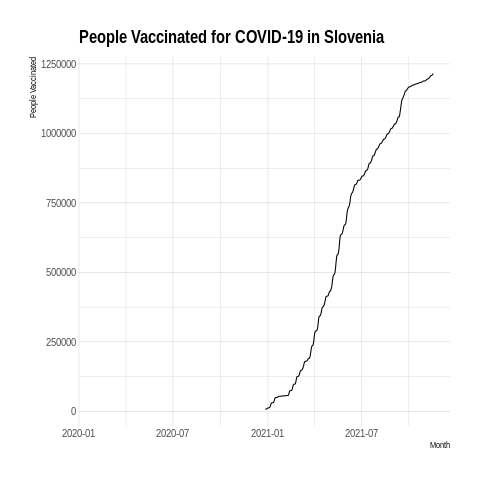 People Vaccinated for COVID-19 in Slovenia
People Vaccinated
1250000
1000000
750000
500000
250000
0
2020-01 2020-07 2021-01 2021-07
Month